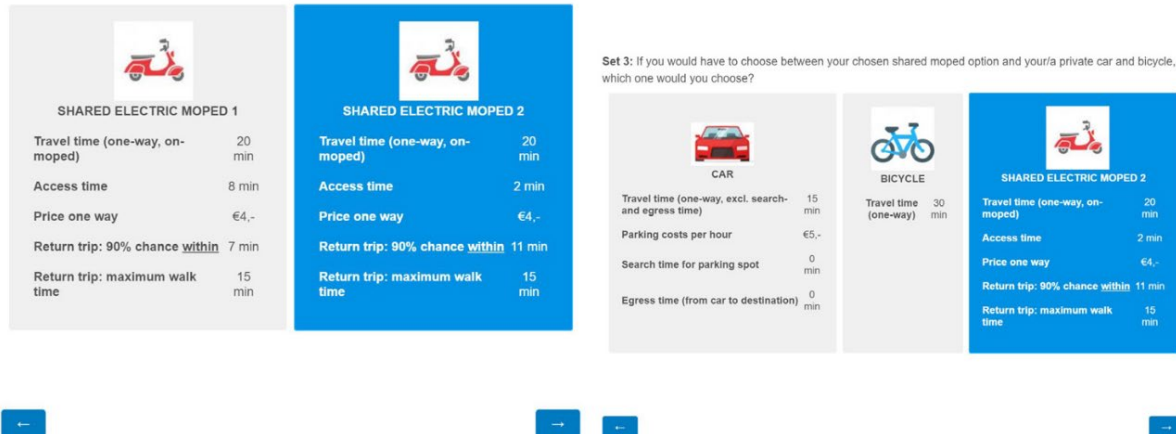 SHARED ELECTRIC MOPED 1
Travel time (one-way, on- 20
moped) min
Access time 8 min
Price one way €4,-
Return trip: 90% chance within 7 min
Return trip: maximum walk 15
time min
SHARED ELECTRIC MOPED 2
Travel time (one-way, on- 20
moped) min
Access time 2 min
Price one way €4,-
Return trip: 90% chance within 11 min
Return trip: maximum walk 15
time min
←
→
Set 3: If you would have to choose between your chosen shared moped option and your/a private car and bicycle,
which one would you choose?
CAR
Travel time (one-way, excl. search- 15
and egress time) min
Parking costs per hour €5,-
Search time for parking spot 0
min
Egress time (from car to destination) 0
min
BICYCLE
Travel time 30
(one-way) min
SHARED ELECTRIC MOPED 2
Travel time (one-way, on- 20
moped) min
Access time 2 min
Price one way €4,-
Return trip: 90% chance within 11 min
Return trip: maximum walk 15
time min
←
→